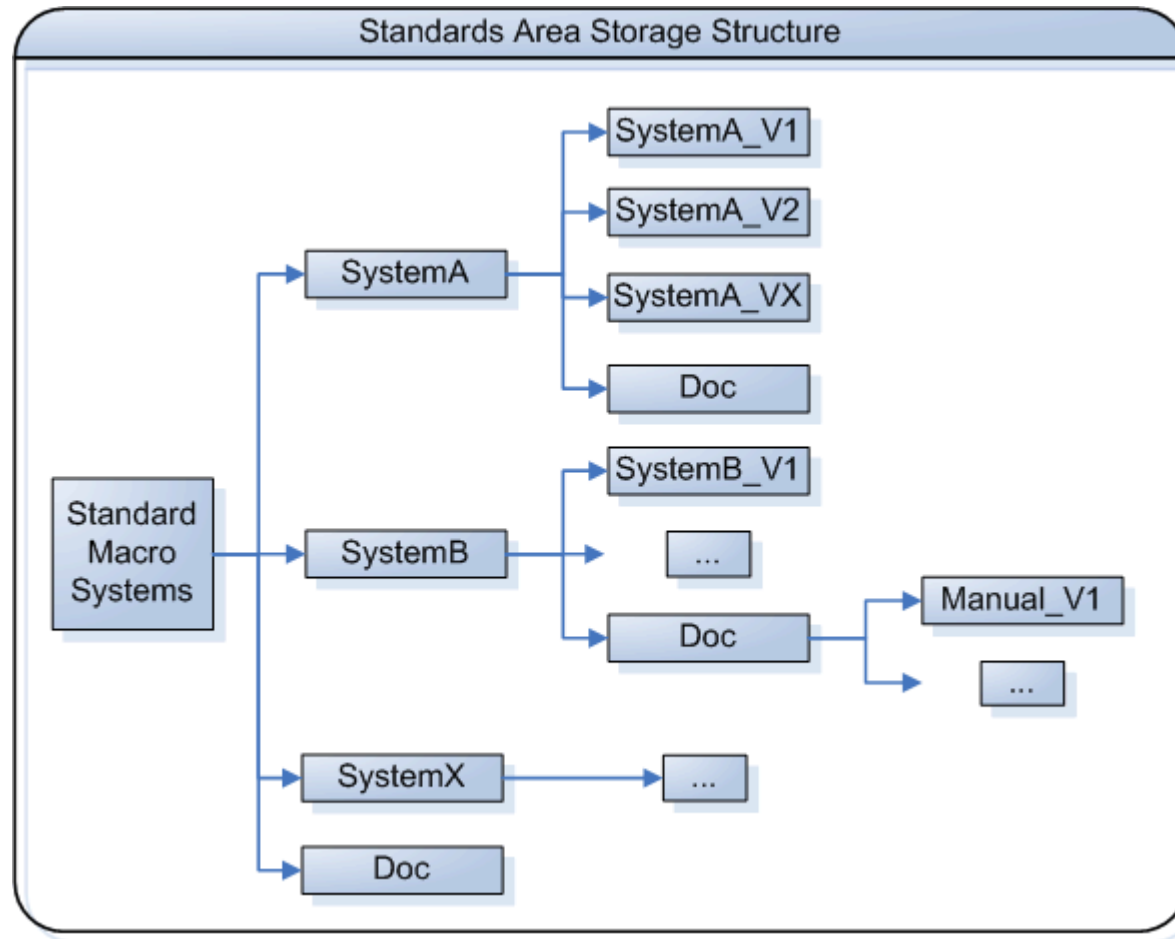 Standards Area Storage Structure
SystemA_V1
SystemA_V2
SystemA
SystemA_VX
Doc
SystemB_V1
Standard
Macro
Systems
SystemB
...
Doc
Manual_V1
...
SystemX
...
Doc